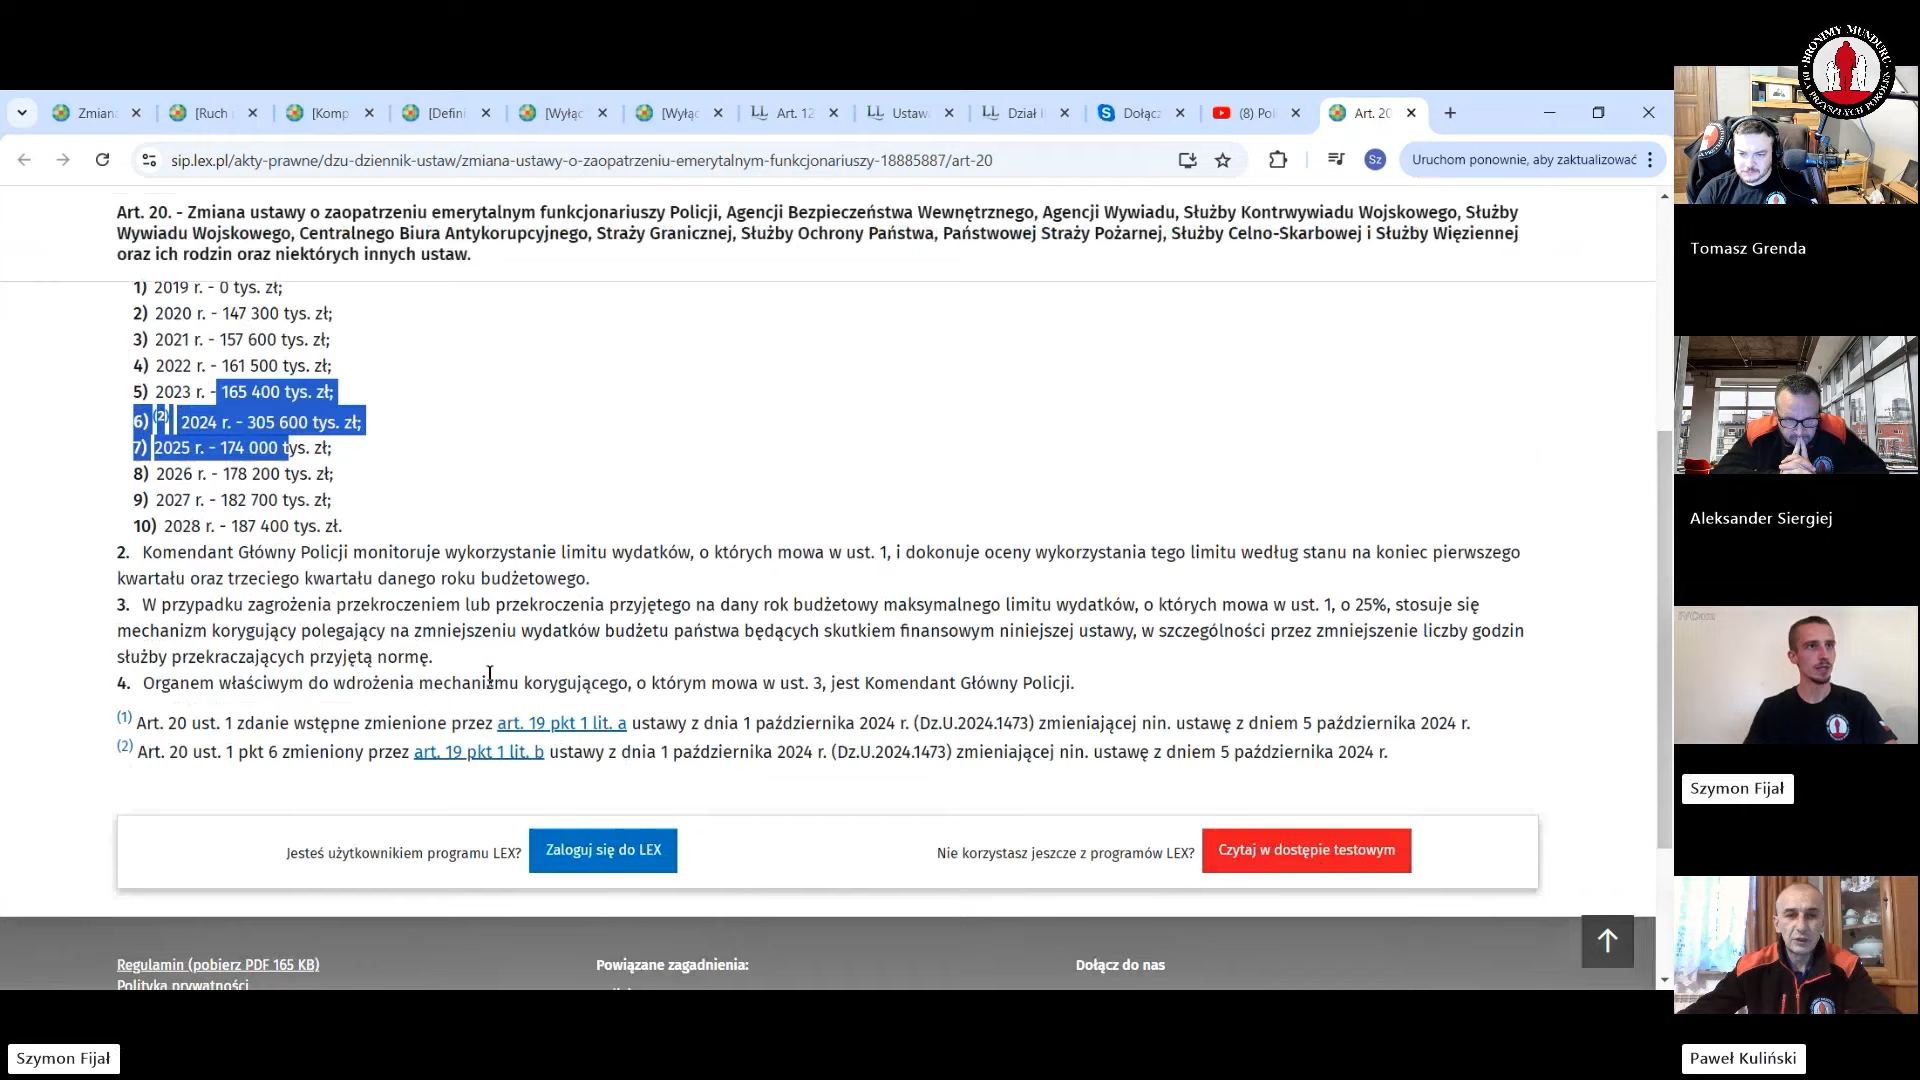 BRONIMY MUNDURU
DLA PRZYSZŁYCH POKOLEŃ
Zmian
[Ruch
[Komp
[Defini
[Wyłąc
[Wyłąc
Art. 12
Ustaw
Dział I
Dołącz
(8) Pol
Art. 20
sip.lex.pl/akty-prawne/dzu-dziennik-ustaw/zmiana-ustawy-o-zaopatrzeniu-emerytalnym-funkcjonariuszy-18885887/art-20
Sz
Uruchom ponownie, aby zaktualizować
Art. 20. - Zmiana ustawy o zaopatrzeniu emerytalnym funkcjonariuszy Policji, Agencji Bezpieczeństwa Wewnętrznego, Agencji Wywiadu, Służby Kontrwywiadu Wojskowego, Służby
Wywiadu Wojskowego, Centralnego Biura Antykorupcyjnego, Straży Granicznej, Służby Ochrony Państwa, Państwowej Straży Pożarnej, Służby Celno-Skarbowej i Służby Więziennej
oraz ich rodzin oraz niektórych innych ustaw.
1) 2019 r. - 0 tys. zł;
2) 2020 r. - 147 300 tys. zł;
3) 2021 r. - 157 600 tys. zł;
4) 2022 r. - 161 500 tys. zł;
5) 2023 r. - 165 400 tys. zł;
6) (2) 2024 r. - 305 600 tys. zł;
7) 2025 r. - 174 000 tys. zł;
8) 2026 r. - 178 200 tys. zł;
9) 2027 r. - 182 700 tys. zł;
10) 2028 r. - 187 400 tys. zł.
2. Komendant Główny Policji monitoruje wykorzystanie limitu wydatków, o których mowa w ust. 1, i dokonuje oceny wykorzystania tego limitu według stanu na koniec pierwszego
kwartału oraz trzeciego kwartału danego roku budżetowego.
3. W przypadku zagrożenia przekroczeniem lub przekroczenia przyjętego na dany rok budżetowy maksymalnego limitu wydatków, o których mowa w ust. 1, o 25%, stosuje się
mechanizm korygujący polegający na zmniejszeniu wydatków budżetu państwa będących skutkiem finansowym niniejszej ustawy, w szczególności przez zmniejszenie liczby godzin
służby przekraczających przyjętą normę.
4. Organem właściwym do wdrożenia mechanizmu korygującego, o którym mowa w ust. 3, jest Komendant Główny Policji.
(1) Art. 20 ust. 1 zdanie wstępne zmienione przez art. 19 pkt 1 lit. a ustawy z dnia 1 października 2024 r. (Dz.U.2024.1473) zmieniającej nin. ustawę z dniem 5 października 2024 r.
(2) Art. 20 ust. 1 pkt 6 zmieniony przez art. 19 pkt 1 lit. b ustawy z dnia 1 października 2024 r. (Dz.U.2024.1473) zmieniającej nin. ustawę z dniem 5 października 2024 r.
Jesteś użytkownikiem programu LEX?
Zaloguj się do LEX
Nie korzystasz jeszcze z programów LEX?
Czytaj w dostępie testowym
Regulamin (pobierz PDF 165 KB)
Polityka prywatności
Powiązane zagadnienia:
Dołącz do nas
Tomasz Grenda
Aleksander Siergiej
Szymon Fijał
Paweł Kuliński
Szymon Fijał